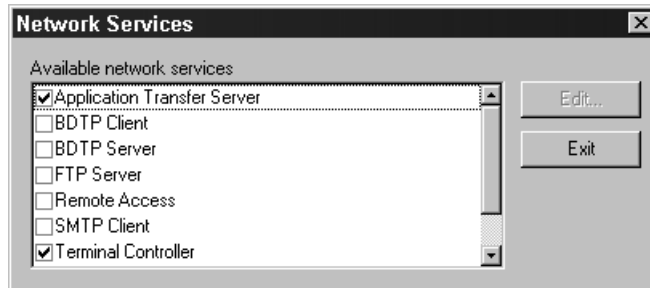 Network Services
Available network services
Application Transfer Server
BDTP Client
BDTP Server
FTP Server
Remote Access
SMTP Client
Terminal Controller
Edit...
Exit